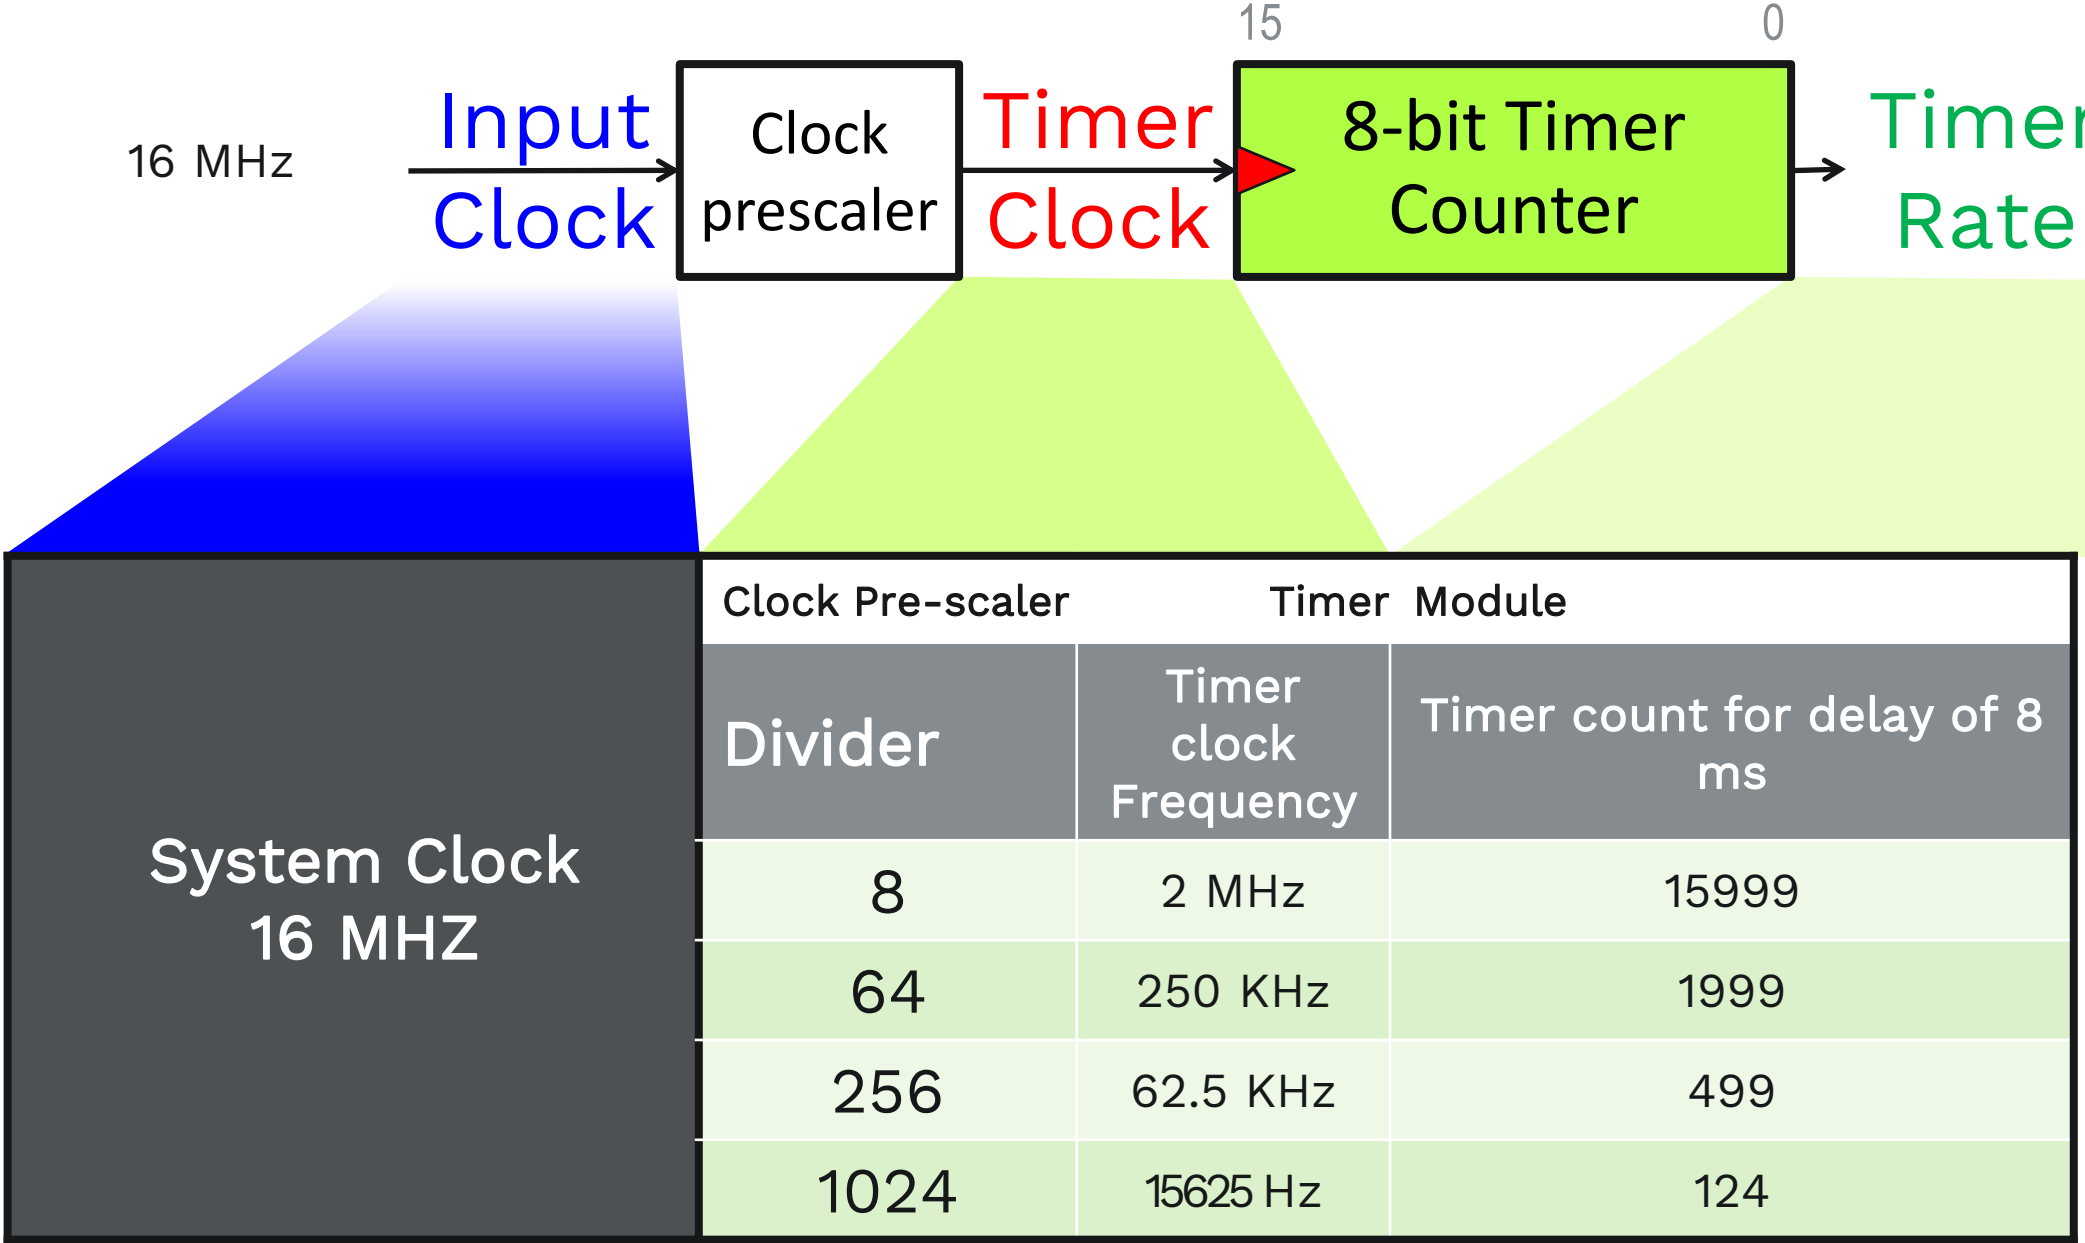 15 0
16 MHz
Input
Clock
Clock
prescaler
Timer
Clock
8-bit Timer
Counter
Timer
Rate
System Clock
16 MHZ
Clock Pre-scaler Timer Module
Divider
Timer
clock
Frequency
Timer count for delay of 8
ms
8 2 MHz 15999
64 250 KHz 1999
256 62.5 KHz 499
1024 15625 Hz 124